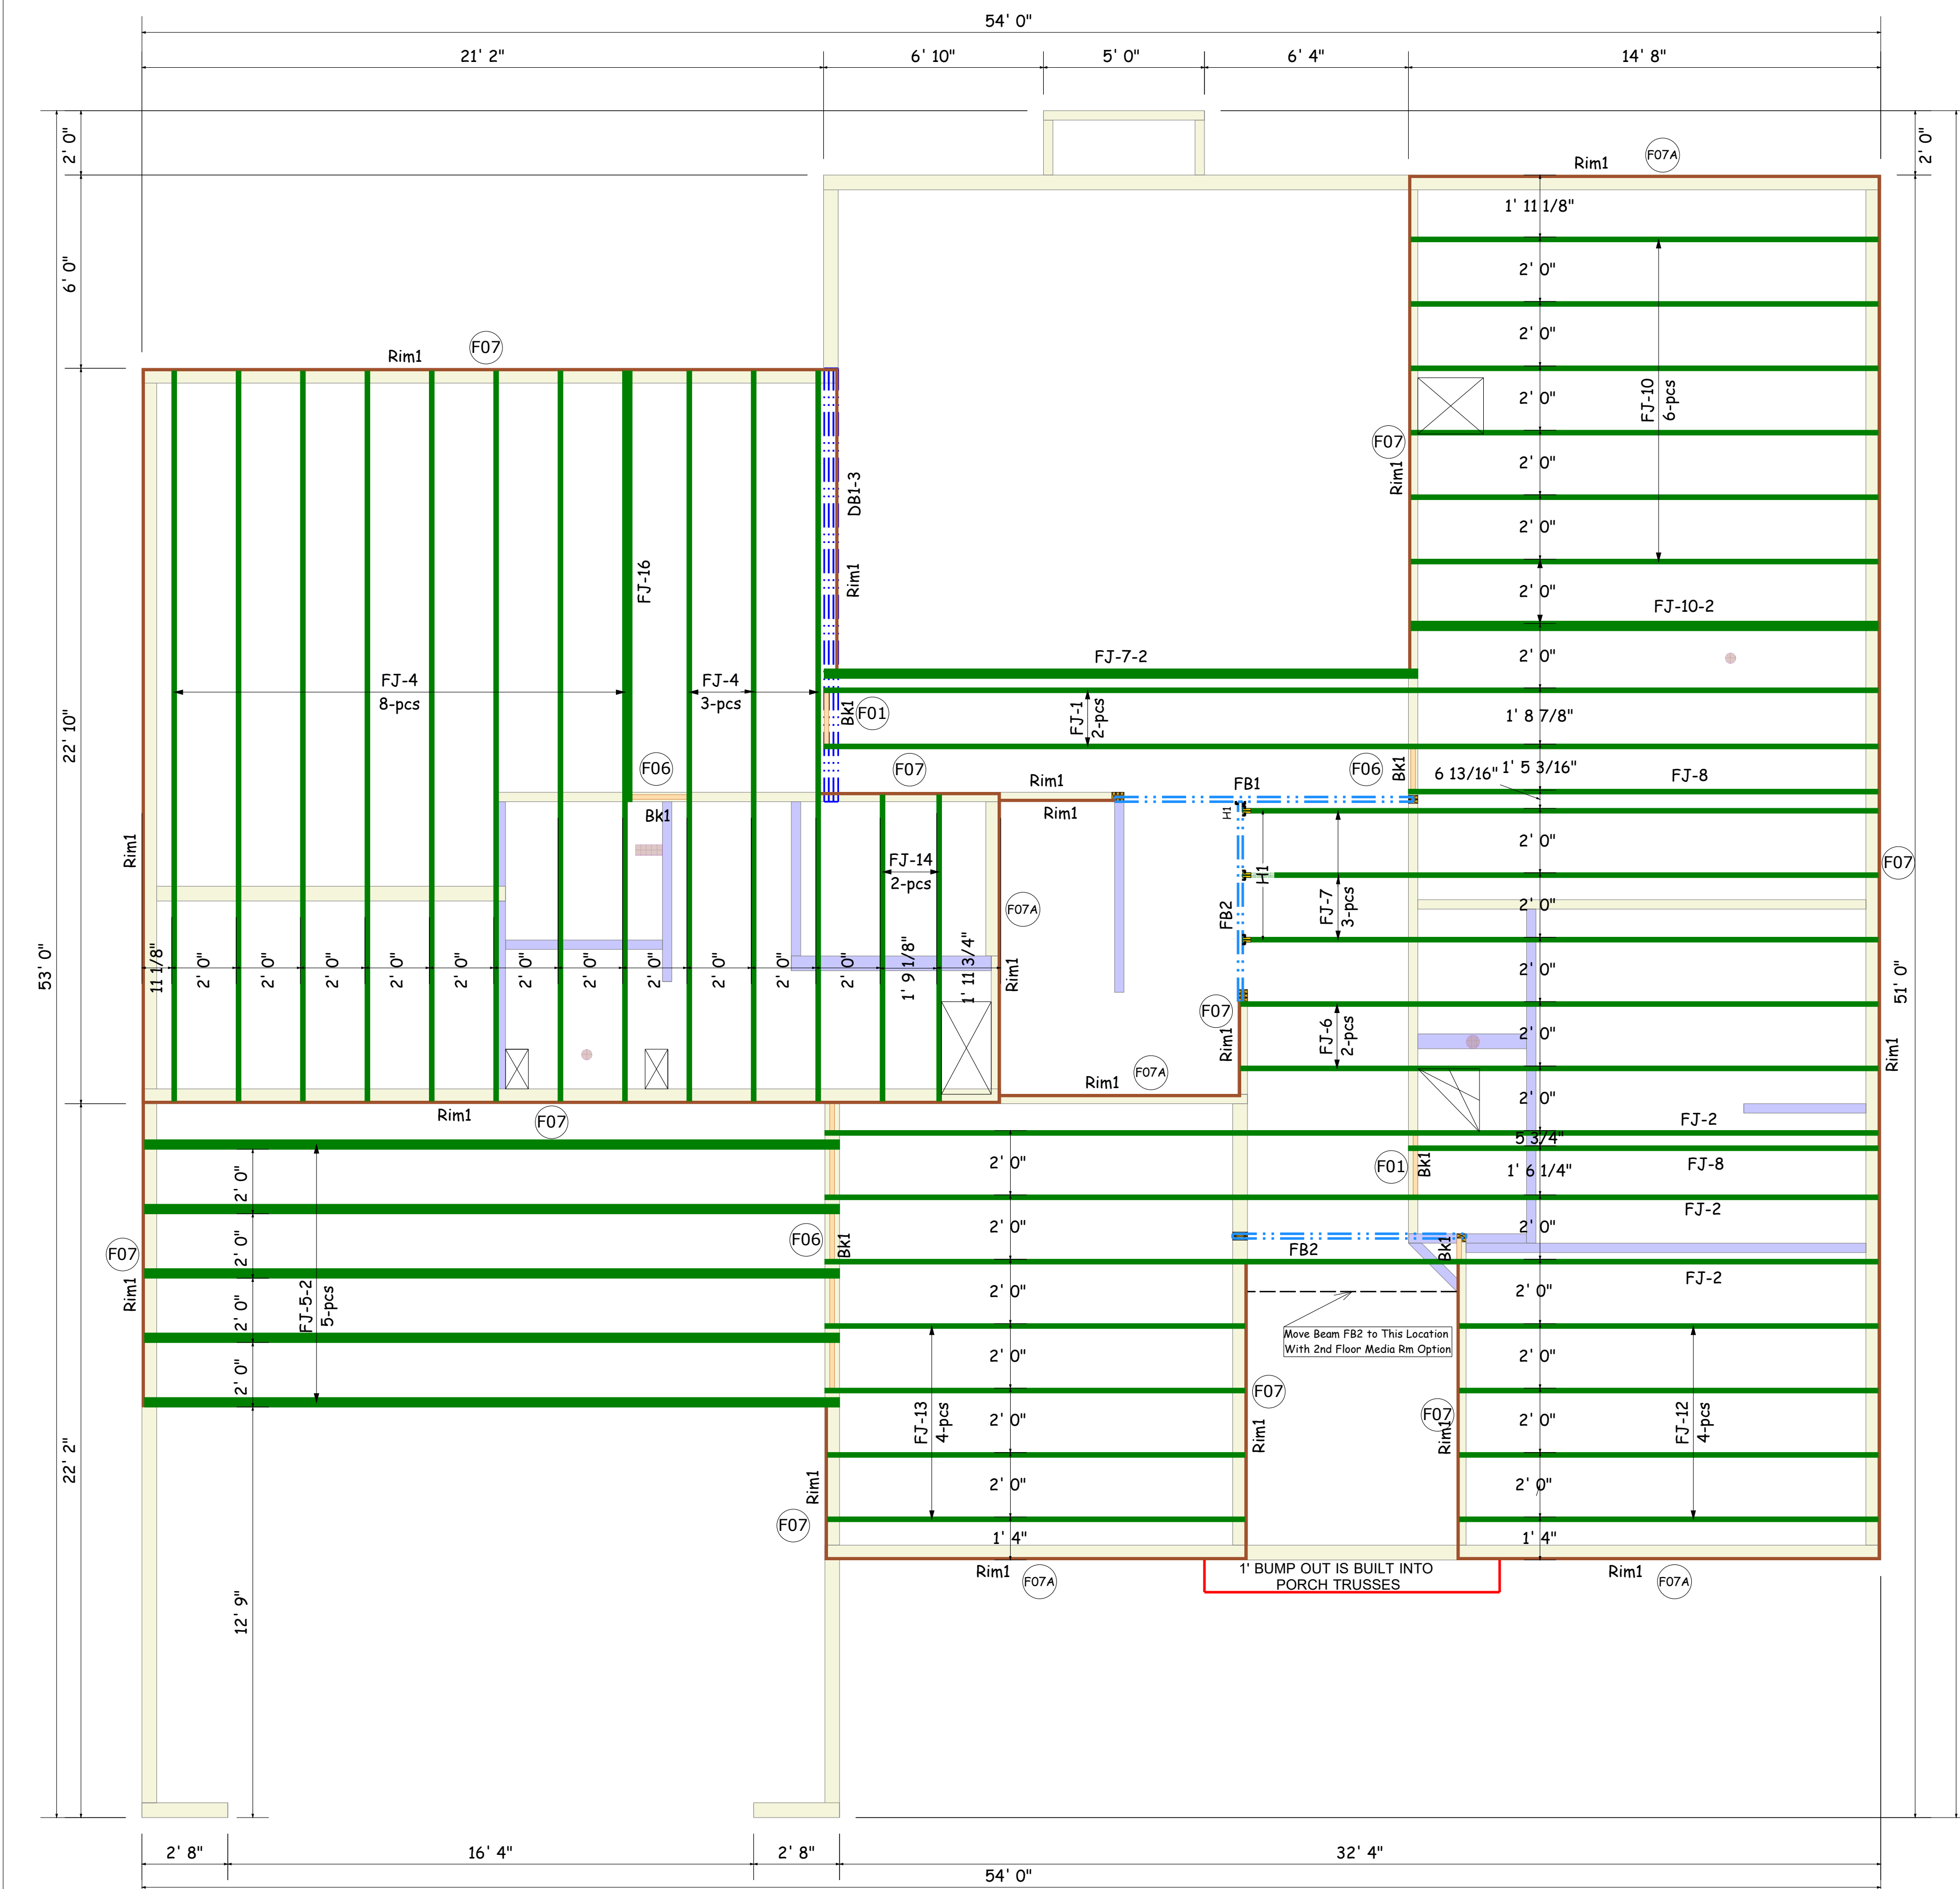 54' 0"
21' 2"
6' 10"
5' 0"
6' 4"
14' 8"
2' 0"
2' 0"
6' 0"
Rim1
F07A
1' 11 1/8"
2' 0"
2' 0"
2' 0"
2' 0"
2' 0"
2' 0"
2' 0"
FJ-10
6-pcs
F07
Rim1
Rim1
F07
DB1-3
Rim1
FJ-16
FJ-10-2
FJ-7-2
FJ-4
8-pcs
FJ-4
3-pcs
22' 10"
Bk1
F01
FJ-1
2-pcs
1' 8 7/8"
F06
F07
Rim1
Rim1
FB1
F06
Bk1
6 13/16"
1' 5 3/16"
FJ-8
Bk1
H1
H1
Rim1
FJ-14
2-pcs
F07A
FB2
FJ-7
3-pcs
2' 0"
2' 0"
2' 0"
2' 0"
2' 0"
F07
53' 0"
11 1/8"
2' 0"
2' 0"
2' 0"
2' 0"
2' 0"
2' 0"
2' 0"
2' 0"
2' 0"
2' 0"
2' 0"
1' 9 1/8"
1' 11 3/4"
Rim1
51' 0"
F07
Rim1
FJ-6
2-pcs
Rim1
F07A
Rim1
Rim1
F07
FJ-2
5 3/4"
FJ-8
1' 6 1/4"
F01
Bk1
2' 0"
2' 0"
2' 0"
2' 0"
2' 0"
2' 0"
FJ-2
2' 0"
F07
Rim1
FJ-5-2
5-pcs
2' 0"
2' 0"
2' 0"
2' 0"
F06
Bk1
FB2
Bk1
FJ-2
2' 0"
2' 0"
2' 0"
2' 0"
Move Beam FB2 to This Location
With 2nd Floor Media Rm Option
F07
Rim1
F07
Rim1
FJ-13
4-pcs
FJ-12
4-pcs
22' 2"
Rim1
F07
1' 4"
1' 4"
Rim1
F07A
1' BUMP OUT IS BUILT INTO
PORCH TRUSSES
Rim1
F07A
12' 9"
2' 8"
16' 4"
2' 8"
32' 4"
54' 0"